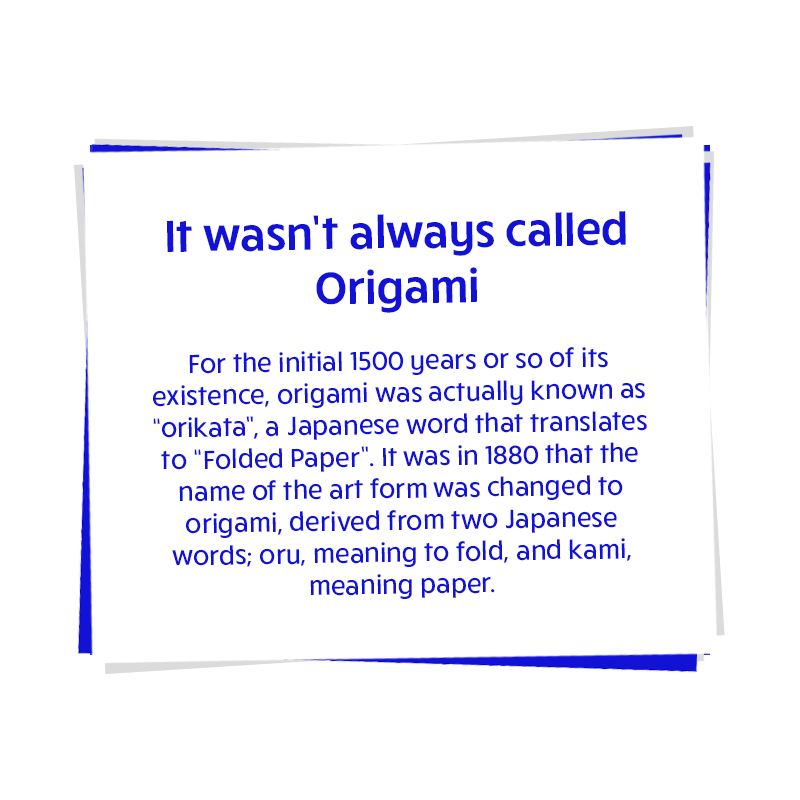 It wasn't always called
Origami
For the initial 1500 years or so of its
existence, origami was actually known as
"orikata", a Japanese word that translates
to "Folded Paper". It was in 1880 that the
name of the art form was changed to
origami, derived from two Japanese
words; oru, meaning to fold, and kami,
meaning paper.